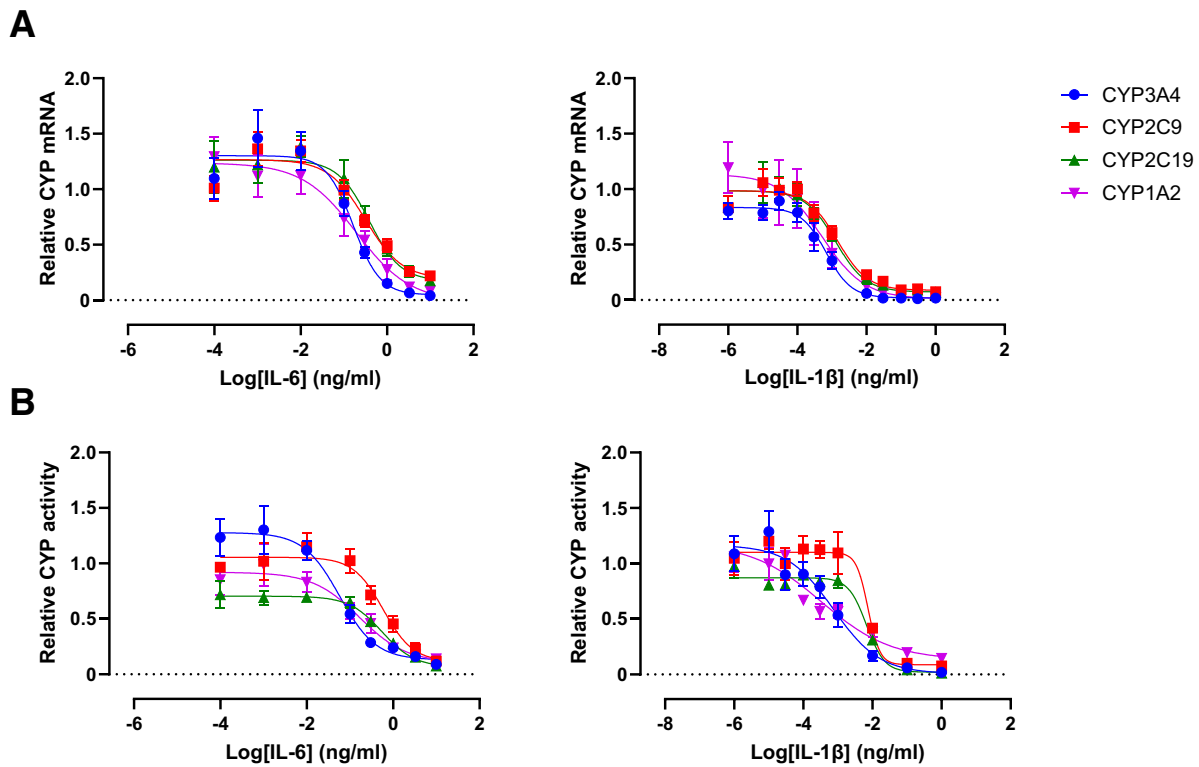 A
Relative CYP mRNA
2.0
1.5
1.0
0.5
0
-6 -4 -2 0 2
Log[IL-6] (ng/ml)
Relative CYP mRNA
2.0
1.5
1.0
0.5
0
-8 -6 -4 -2 0 2
Log[IL-1β] (ng/ml)
CYP3A4
CYP2C9
CYP2C19
CYP1A2
B
Relative CYP activity
2.0
1.5
1.0
0.5
0
-6 -4 -2 0 2
Log[IL-6] (ng/ml)
Relative CYP activity
2.0
1.5
1.0
0.5
0
-8 -6 -4 -2 0 2
Log[IL-1β] (ng/ml)